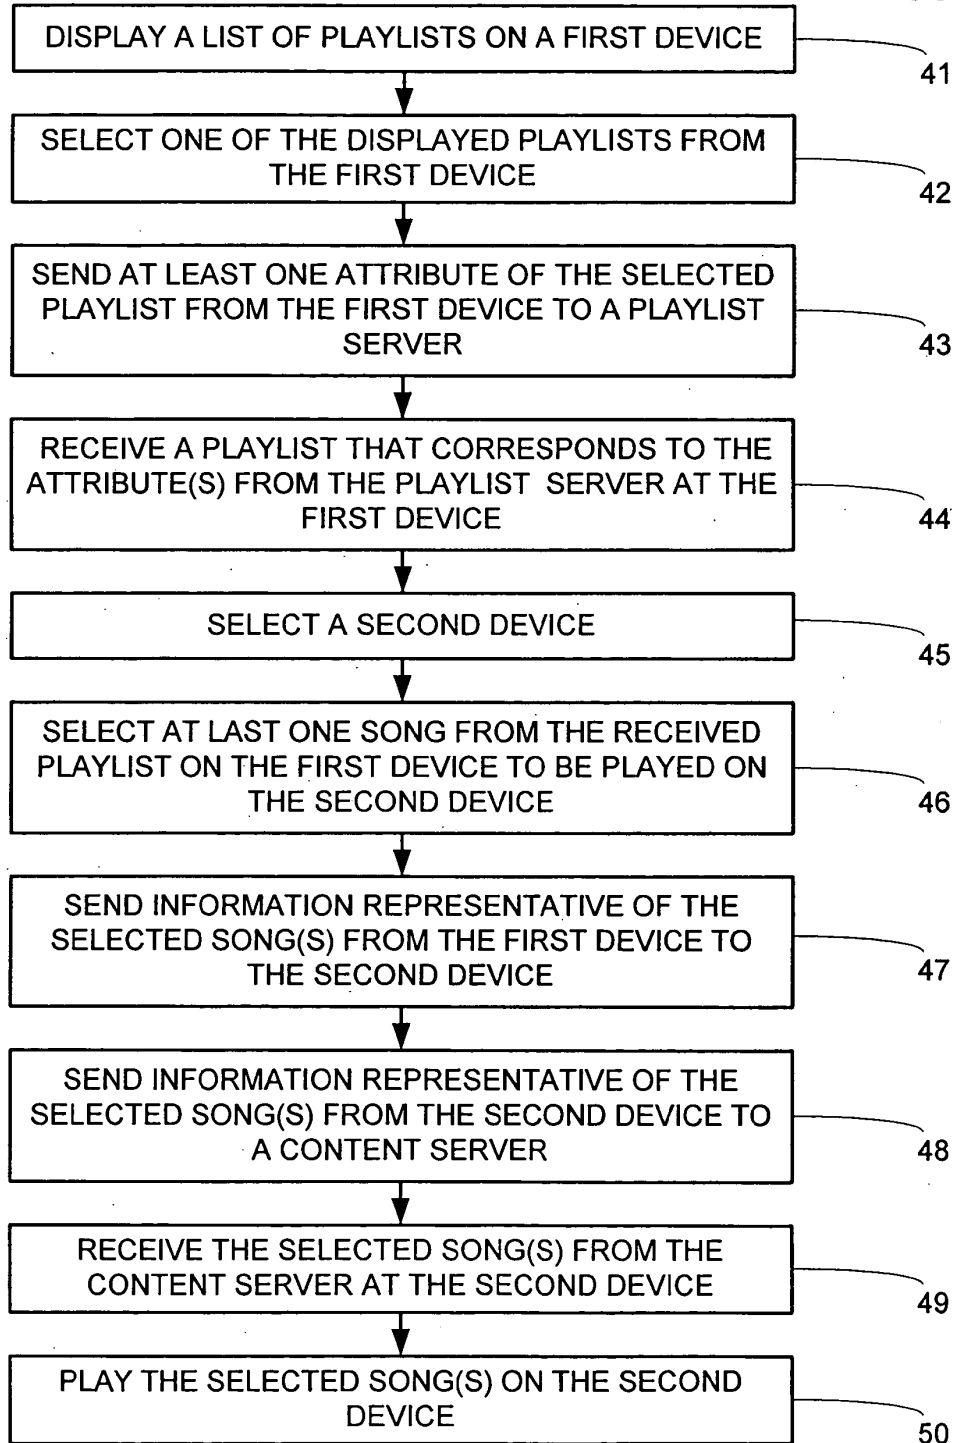 DISPLAY A LIST OF PLAYLISTS ON A FIRST DEVICE
41
SELECT ONE OF THE DISPLAYED PLAYLISTS FROM
THE FIRST DEVICE
42
SEND AT LEAST ONE ATTRIBUTE OF THE SELECTED
PLAYLIST FROM THE FIRST DEVICE TO A PLAYLIST
SERVER
43
RECEIVE A PLAYLIST THAT CORRESPONDS TO THE
ATTRIBUTE(S) FROM THE PLAYLIST SERVER AT THE
FIRST DEVICE
44
SELECT A SECOND DEVICE
45
SELECT AT LAST ONE SONG FROM THE RECEIVED
PLAYLIST ON THE FIRST DEVICE TO BE PLAYED ON
THE SECOND DEVICE
46
SEND INFORMATION REPRESENTATIVE OF THE
SELECTED SONG(S) FROM THE FIRST DEVICE TO
THE SECOND DEVICE
47
SEND INFORMATION REPRESENTATIVE OF THE
SELECTED SONG(S) FROM THE SECOND DEVICE TO
A CONTENT SERVER
48
RECEIVE THE SELECTED SONG(S) FROM THE
CONTENT SERVER AT THE SECOND DEVICE
49
PLAY THE SELECTED SONG(S) ON THE SECOND
DEVICE
50